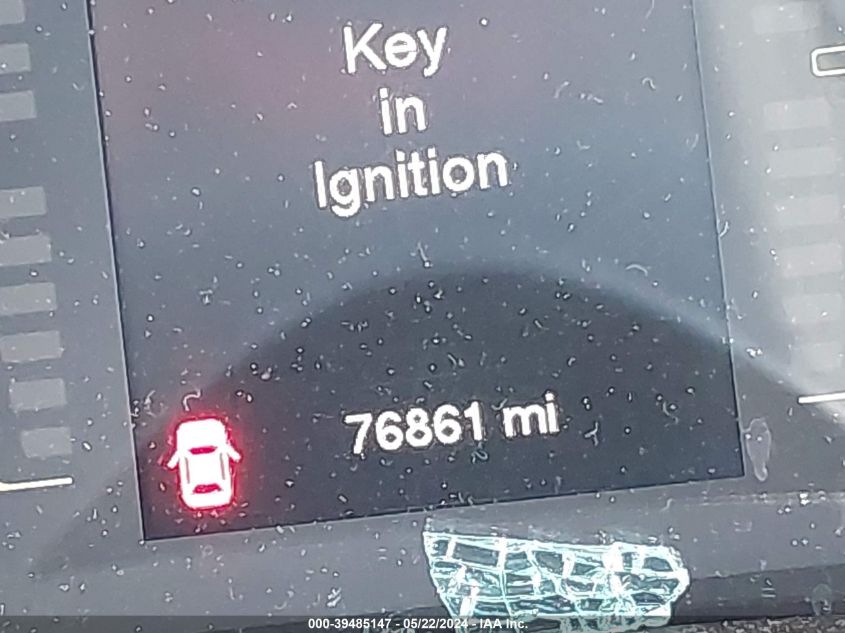 Key
in
Ignition
76861 mi
000-39485147 - 05/22/2024 - IAA Inc.